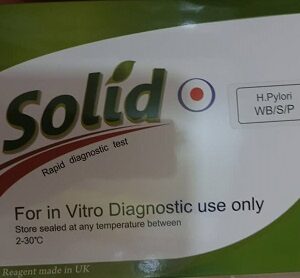 Solid
H.Pylori
WB/S/P
Rapid diagnostic test
For in Vitro Diagnostic use only
Store sealed at any temperature between
2-30°C
Reagent made in UK